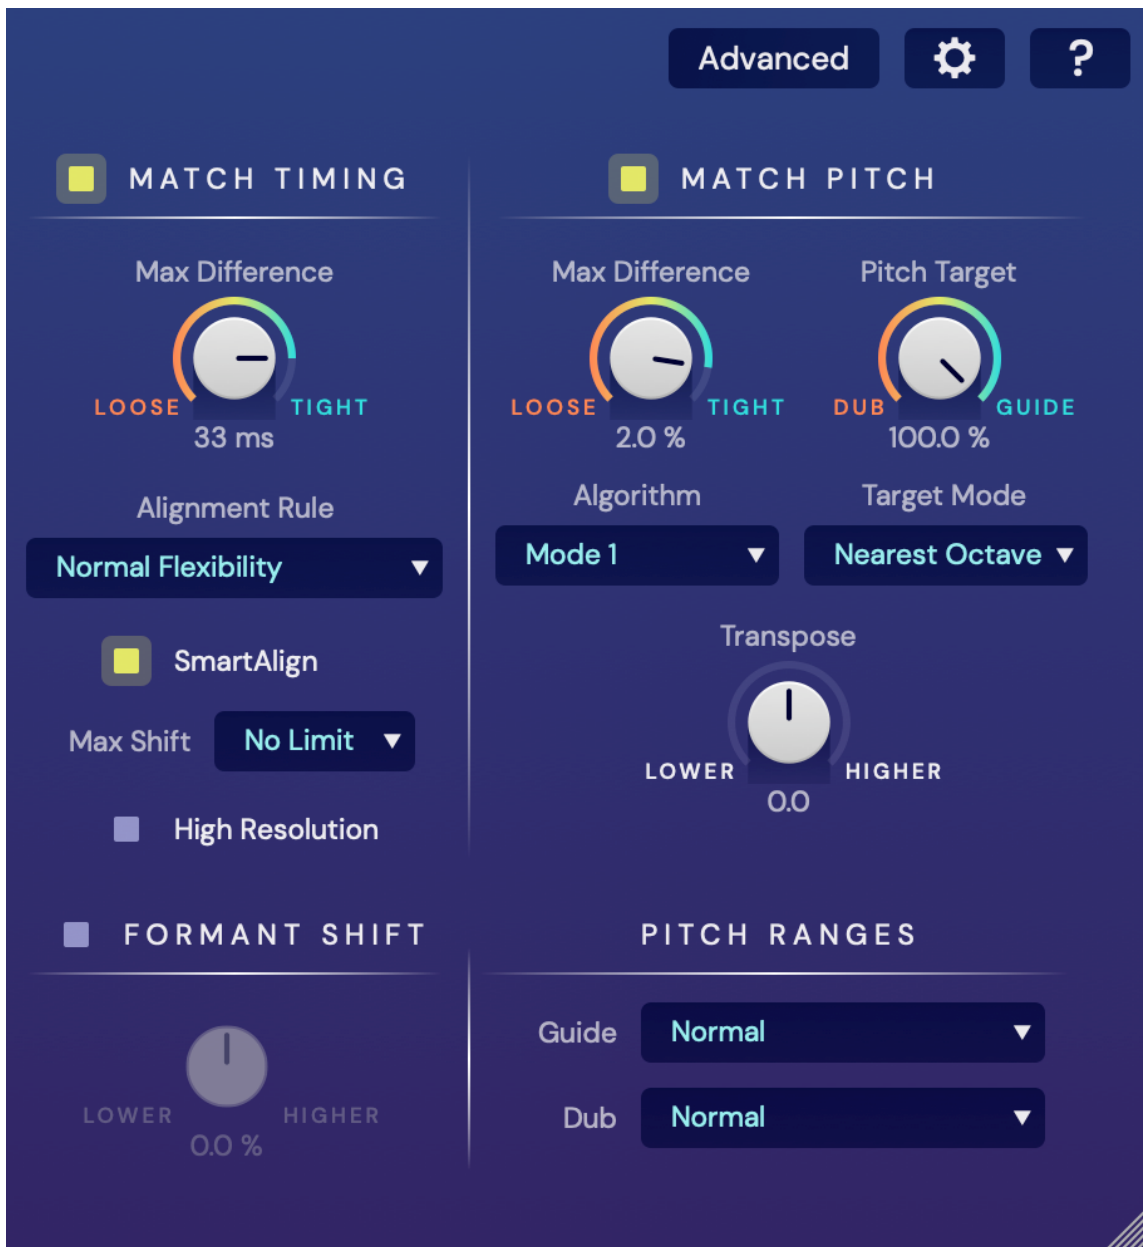 Advanced
?
MATCH TIMING
Max Difference
LOOSE
TIGHT
33 ms
Alignment Rule
Normal Flexibility
SmartAlign
Max Shift
No Limit
High Resolution
MATCH PITCH
Max Difference
LOOSE
TIGHT
2.0 %
Pitch Target
DUB
GUIDE
100.0 %
Algorithm
Mode 1
Target Mode
Nearest Octave
Transpose
LOWER
HIGHER
0.0
FORMANT SHIFT
LOWER
HIGHER
0.0 %
PITCH RANGES
Guide
Normal
Dub
Normal